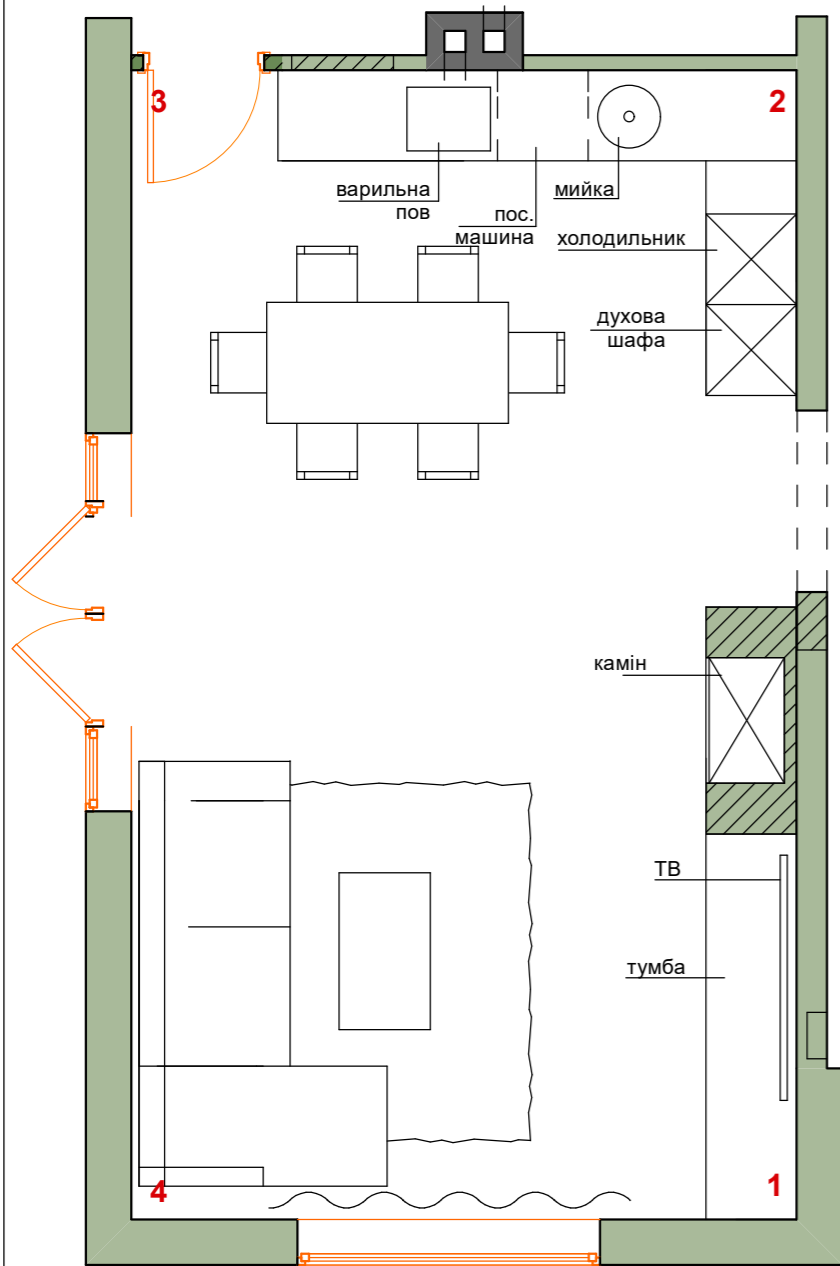 3
2
варильна
пов
мийка
пос.
машина
холодильник
духова
шафа
камін
ТВ
тумба
4
1